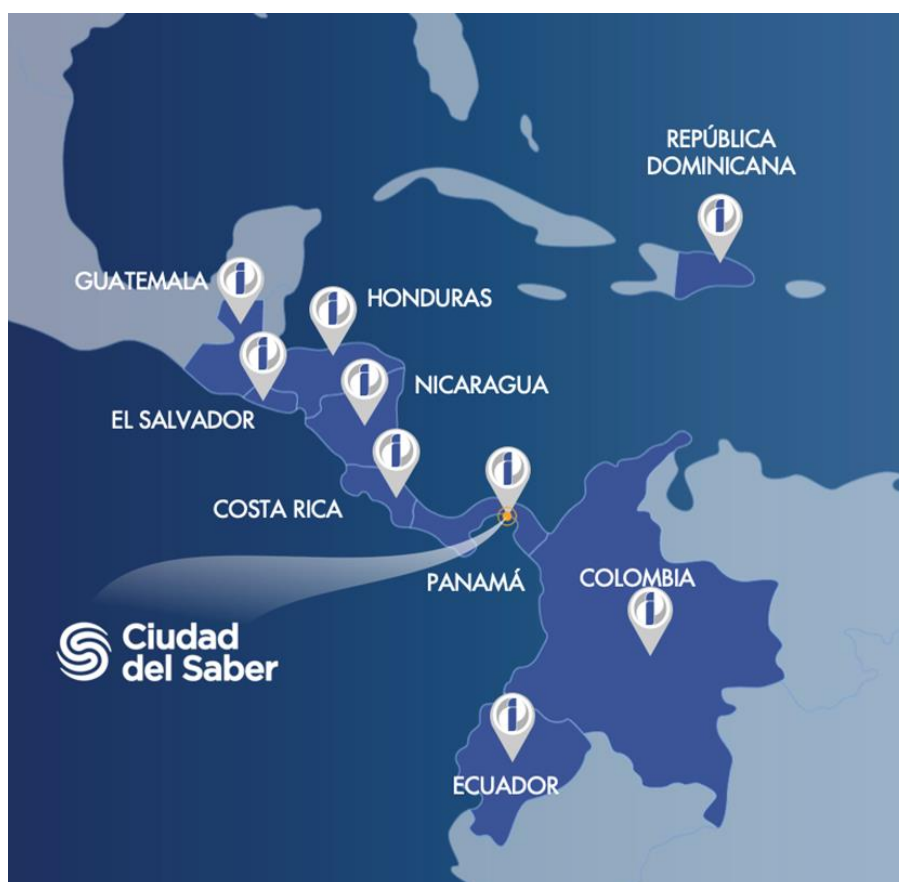 REPÚBLICA
DOMINICANA
GUATEMALA
HONDURAS
NICARAGUA
EL SALVADOR
COSTA RICA
PANAMÁ
COLOMBIA
Ciudad
del Saber
ECUADOR